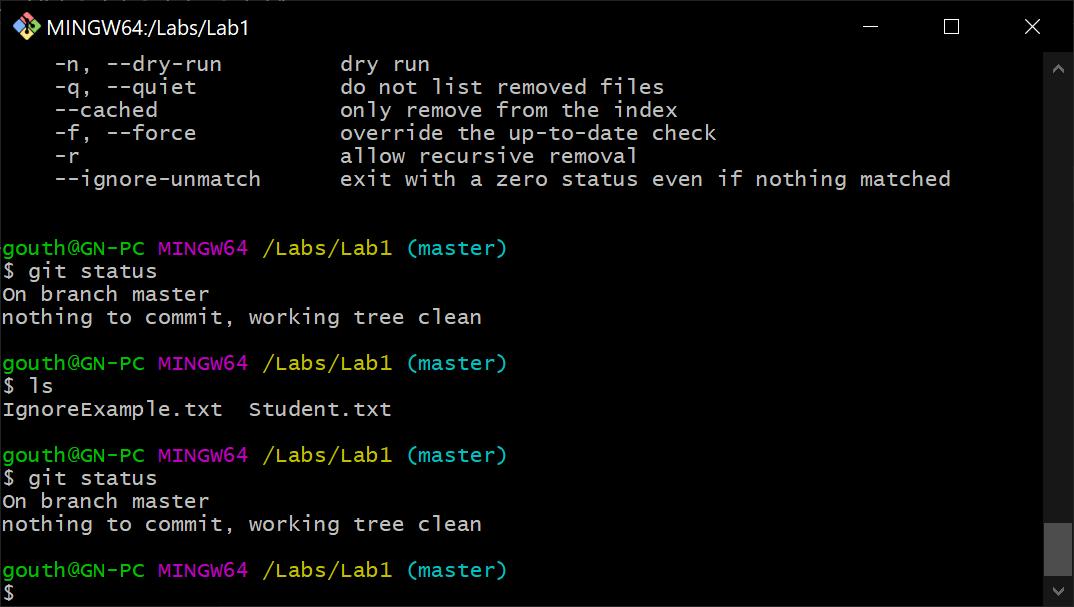 MINGW64:/Labs/Lab1
-n, --dry-run dry run
-q, --quiet do not list removed files
--cached only remove from the index
-f, --force override the up-to-date check
-r allow recursive removal
--ignore-unmatch exit with a zero status even if nothing matched
gouth@GN-PC MINGW64 /Labs/Lab1 (master)
$ git status
On branch master
nothing to commit, working tree clean
gouth@GN-PC MINGW64 /Labs/Lab1 (master)
$ ls
IgnoreExample.txt Student.txt
gouth@GN-PC MINGW64 /Labs/Lab1 (master)
$ git status
On branch master
nothing to commit, working tree clean
gouth@GN-PC MINGW64 /Labs/Lab1 (master)
$